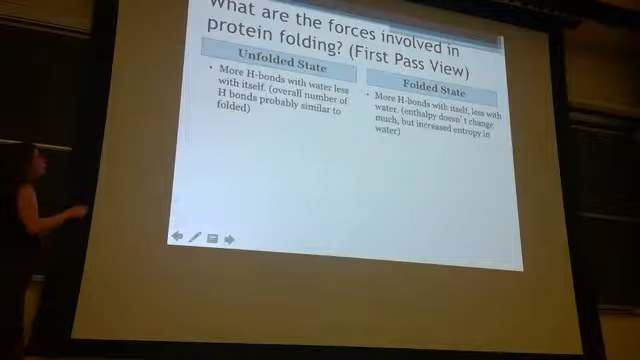 What are the forces involved in
protein folding? (First Pass View)
Unfolded State
• More H-bonds with water less
with itself. (overall number of
H bonds probably similar to
folded)
Folded State
• More H-bonds with itself, less with
water. (enthalpy doesn't change
much, but increased entropy in
water)